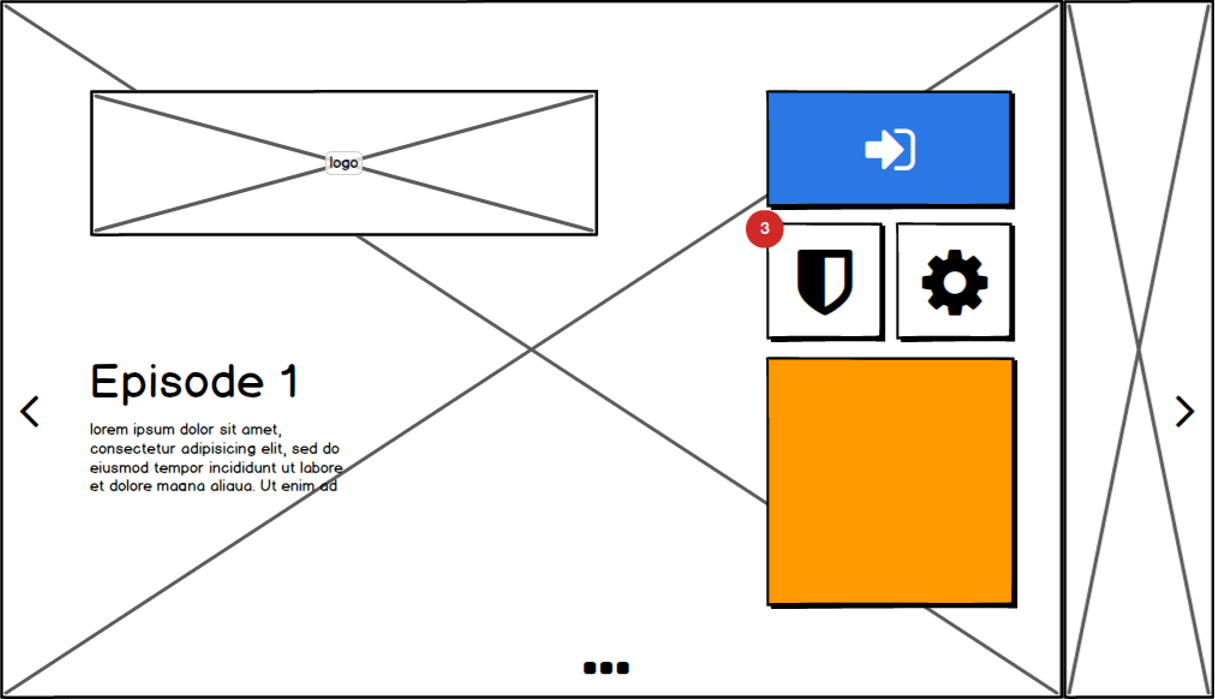 logo
3
Episode 1
lorem ipsum dolor sit amet,
consectetur adipisicing elit, sed do
eiusmod tempor incididunt ut labore
et dolore magna aliqua. Ut enim ad